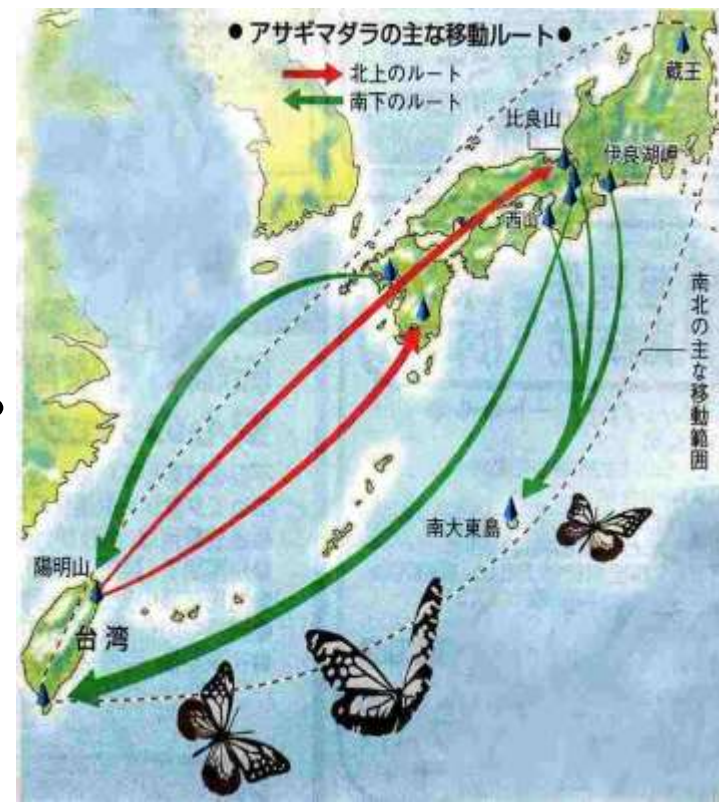 ● アサギマダラの主な移動ルート ●
北上のルート
南下のルート
蔵王
比良山
伊良湖岬
西山
南北の主な移動範囲
南大東島
陽明山
台湾